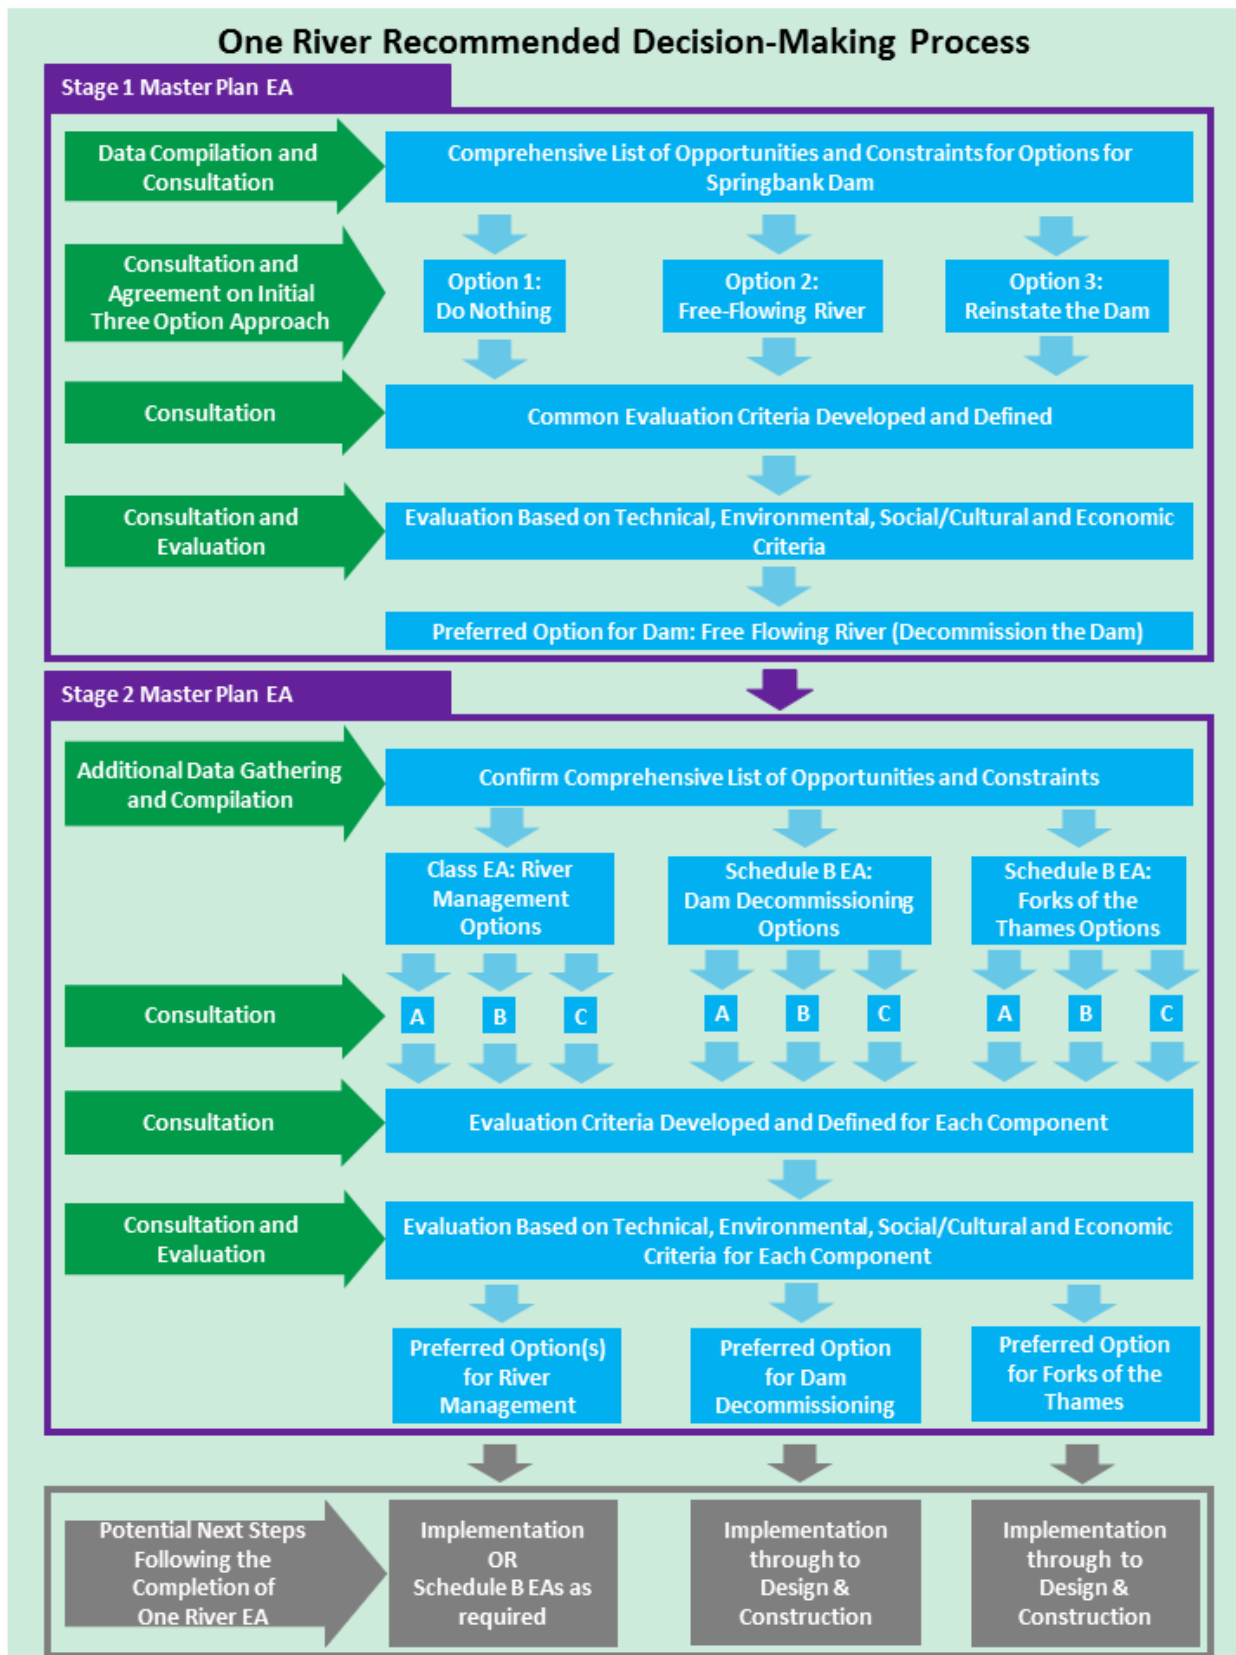 One River Recommended Decision-Making Process
Stage 1 Master Plan EA
Data Compilation and
Consultation
Comprehensive List of Opportunities and Constraints for Options for
Springbank Dam
Consultation and
Agreement on Initial
Three Option Approach
Option 1:
Do Nothing
Option 2:
Free-Flowing River
Option 3:
Reinstate the Dam
Consultation
Common Evaluation Criteria Developed and Defined
Consultation and
Evaluation
Evaluation Based on Technical, Environmental, Social/Cultural and Economic
Criteria
Preferred Option for Dam: Free Flowing River (Decommission the Dam)
Stage 2 Master Plan EA
Additional Data Gathering
and Compilation
Confirm Comprehensive List of Opportunities and Constraints
Class EA: River
Management
Options
Schedule B EA:
Dam Decommissioning
Options
Schedule B EA:
Forks of the
Thames Options
Consultation
A
B
C
A
B
C
A
B
C
Consultation
Evaluation Criteria Developed and Defined for Each Component
Consultation and
Evaluation
Evaluation Based on Technical, Environmental, Social/Cultural and Economic
Criteria for Each Component
Preferred Option(s)
for River
Management
Preferred Option
for Dam
Decommissioning
Preferred Option
for Forks of the
Thames
Potential Next Steps
Following the
Completion of
One River EA
Implementation
OR
Schedule B EAs as
required
Implementation
through to
Design &
Construction
Implementation
through to
Design &
Construction